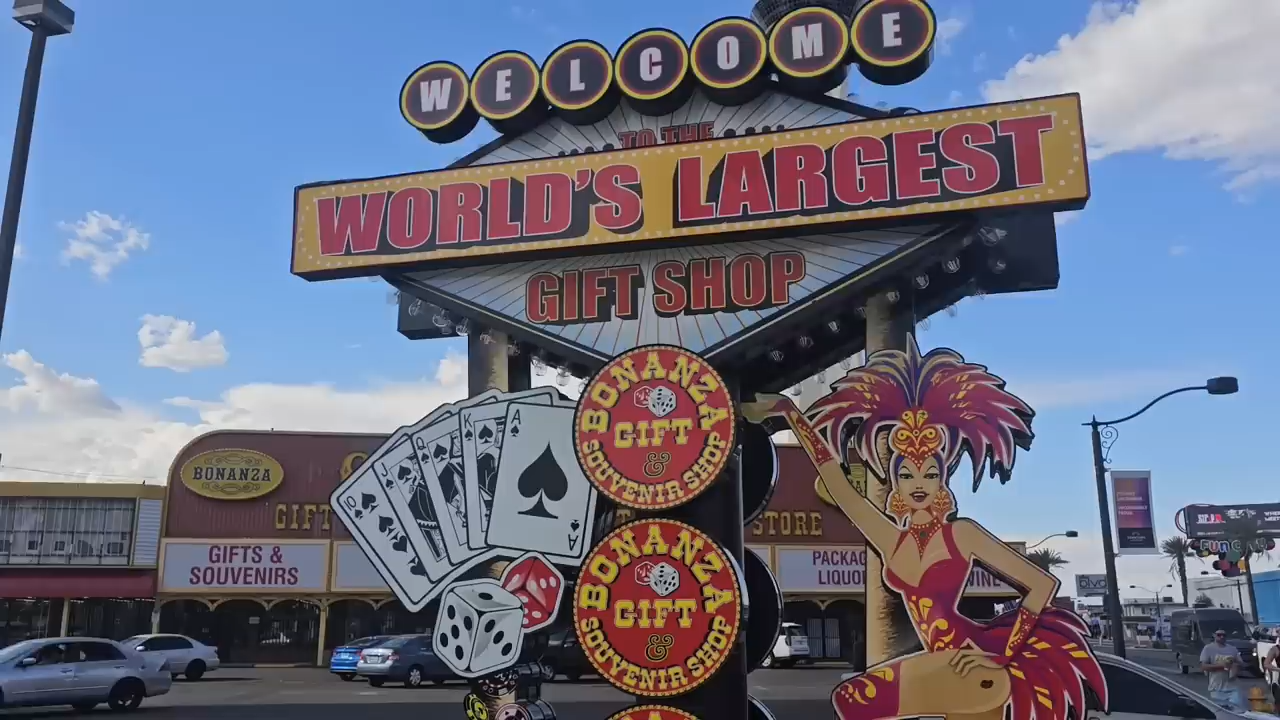 WELCOME
TO THE
WORLD'S LARGEST
GIFT SHOP
BONANZA
GIFT
&
SOUVENIR SHOP
BONANZA
GIFT
&
SOUVENIR SHOP
A
K
A
BONANZA
GIFT
STORE
GIFTS &
SOUVENIRS
PACKAG
LIQUO
WINE